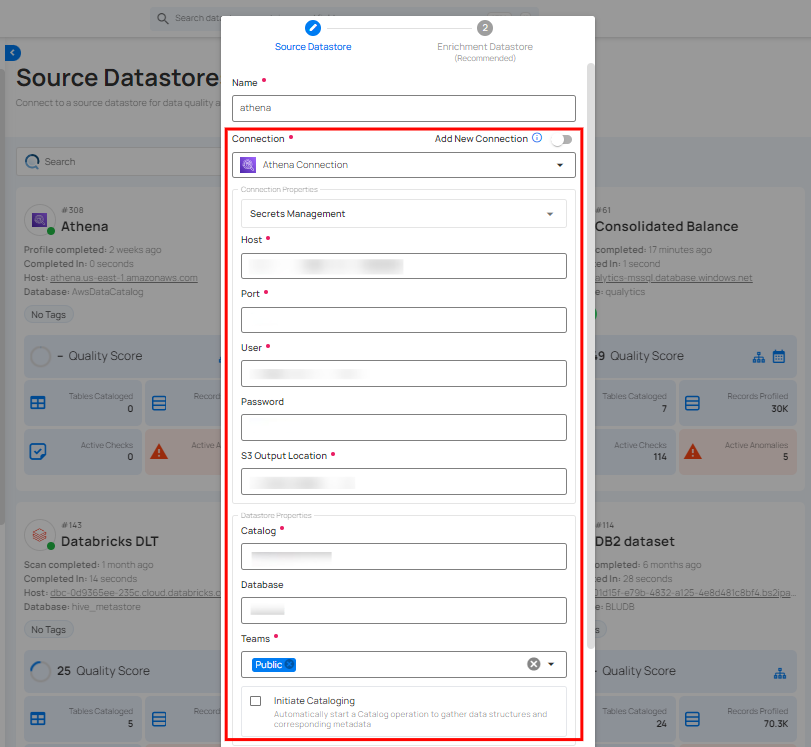 Search dat
Source Datastore
2
Enrichment Datastore
(Recommended)
Source Datastore
Connect to a source datastore for data quality a
Name *
athena
Connection *
Add New Connection
Athena Connection
Search
Connection Properties
Secrets Management
Host *
Port *
User *
Password
S3 Output Location *
Datastore Properties
Catalog *
Database
Teams *
Public
Initiate Cataloging
Automatically start a Catalog operation to gather data structures and
corresponding metadata
#308
Athena
Profile completed: 2 weeks ago
Completed In: 0 seconds
Host: athena.us-east-1.amazonaws.com
Database: AwsDataCatalog
No Tags
– Quality Score
Tables Cataloged
0
Record
Active Checks
0
Active A
#61
Consolidated Balance
completed: 17 minutes ago
ed In: 1 second
alytics-mssql.database.windows.net
e: qualytics
49 Quality Score
Tables Cataloged
7
Records Profiled
30K
Active Checks
114
Active Anomalies
5
#143
Databricks DLT
Scan completed: 1 month ago
Completed In: 14 seconds
Host: dbc-0d9365ee-235c.cloud.databricks.c
Database: hive_metastore
No Tags
25 Quality Score
Tables Cataloged
5
Record
#114
DB2 dataset
ompleted: 6 months ago
ed In: 28 seconds
01d15f-e79b-4832-a125-4e8d481c8bf4.bs2ipa...
e: BLUDB
s
Quality Score
Tables Cataloged
24
Records Profiled
70.3K